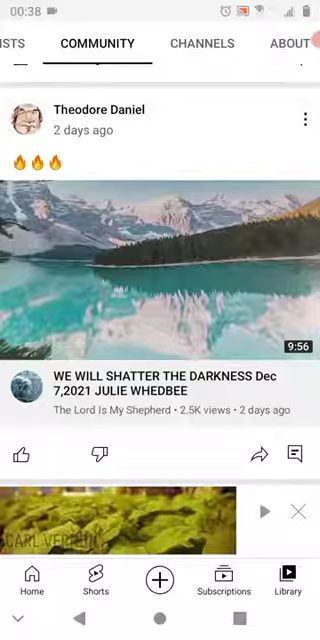 00:38
ISTS COMMUNITY CHANNELS ABOUT
Theodore Daniel
2 days ago
9:56
WE WILL SHATTER THE DARKNESS Dec
7,2021 JULIE WHEDBEE
The Lord Is My Shepherd • 2.5K views • 2 days ago
Home Shorts Subscriptions Library